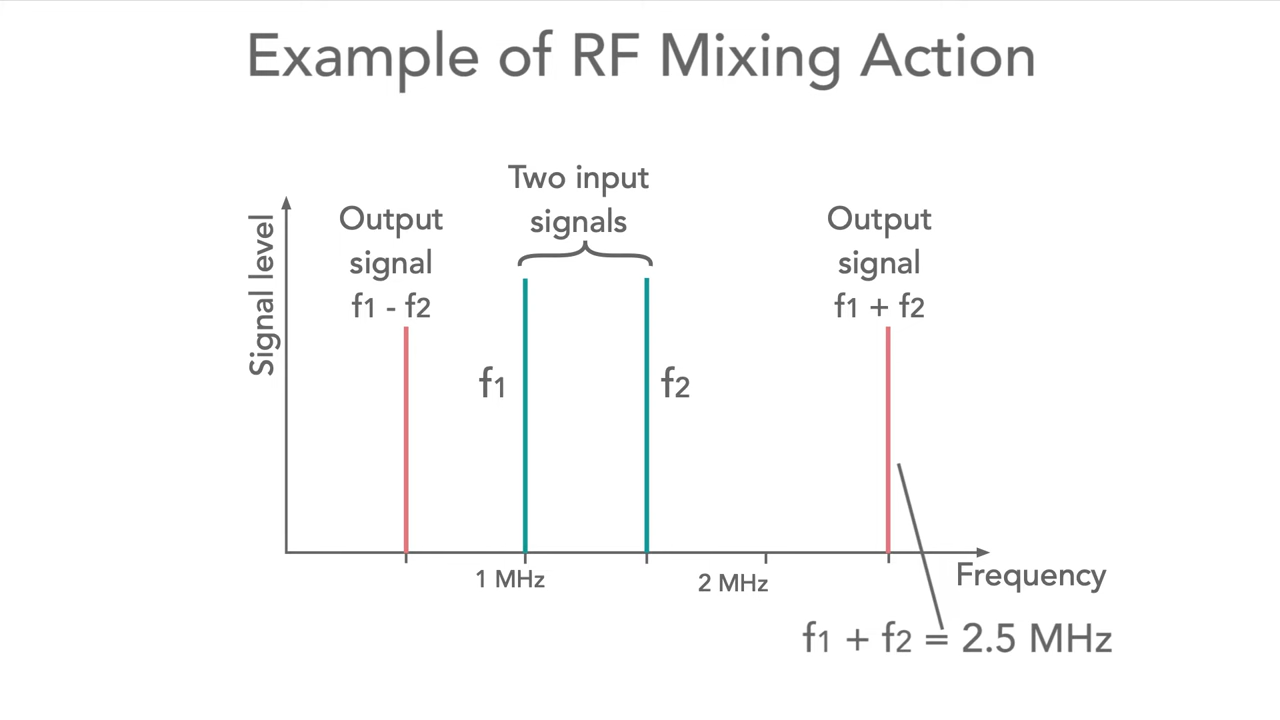 Example of RF Mixing Action
Two input
signals
Output
signal
f1 - f2
Output
signal
f1 + f2
Signal level
f1
f2
1 MHz
2 MHz
Frequency
f1 + f2 = 2.5 MHz